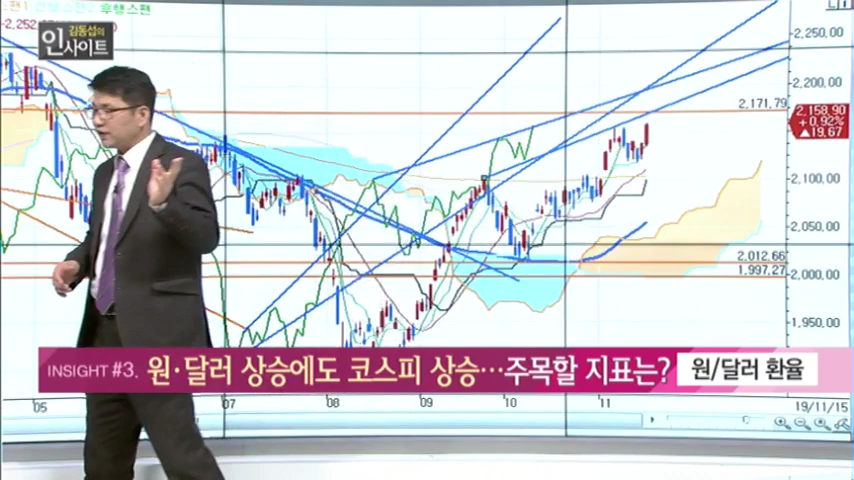 후행스팬
김동섭의
인사이트
2,250.00
2,200.00
2,171.79
2,158.90
+0.92%
▲19.67
2,100.00
2,050.00
2,012.66
2,000.00
1,997.27
1,950.00
INSIGHT #3. 원·달러 상승에도 코스피 상승…주목할 지표는? 원/달러 환율
05 07 08 09 10 11 19/11/15